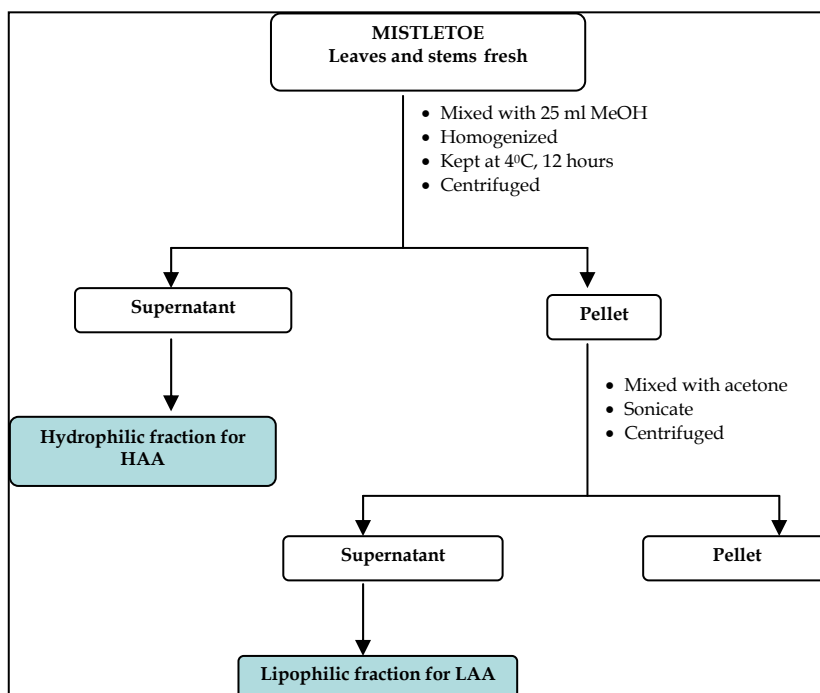 MISTLETOE
Leaves and stems fresh
• Mixed with 25 ml MeOH
• Homogenized
• Kept at 4⁰C, 12 hours
• Centrifuged
Supernatant
Pellet
• Mixed with acetone
• Sonicate
• Centrifuged
Hydrophilic fraction for
HAA
Supernatant
Pellet
Lipophilic fraction for LAA